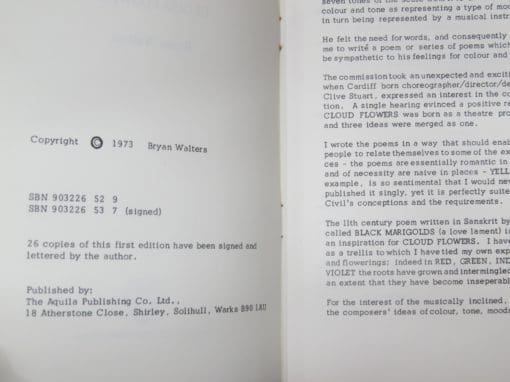 Copyright © 1973 Bryan Walters
SBN 903226 52 9
SBN 903226 53 7 (signed)
26 copies of this first edition have been signed and
lettered by the author.
Published by:
The Aquila Publishing Co. Ltd.,
18 Atherstone Close, Shirley, Solihull, Warks B90 1AU
seven tones of the
colour and tone as representing a type of
in turn being represented by a musical
He felt the need for words, and consequently
me to write a poem or series of poems which
be sympathetic to his feelings for colour and
The commission took an unexpected and
when Cardiff born choreographer/director/
Clive Stuart, expressed an interest in the
tion. A single hearing evinced a positive
CLOUD FLOWERS was born as a theatre
and three ideas were merged as one.
I wrote the poems in a way that should
people to relate themselves to some of the
ces - the poems are essentially romantic in
and of necessity are naive in places -
example, is so sentimental that I would
published it singly, yet it is perfectly
Civil's conceptions and the requirements.
The 11th century poem written in Sanskrit by
called BLACK MARIGOLDS (a love lament)
an inspiration for CLOUD FLOWERS. I
as a trellis to which I have tied my own
and flowerings: indeed in RED, GREEN,
VIOLET the roots have grown and
an extent that they have become
For the interest of the musically inclined,
the composers' ideas of colour, tone,